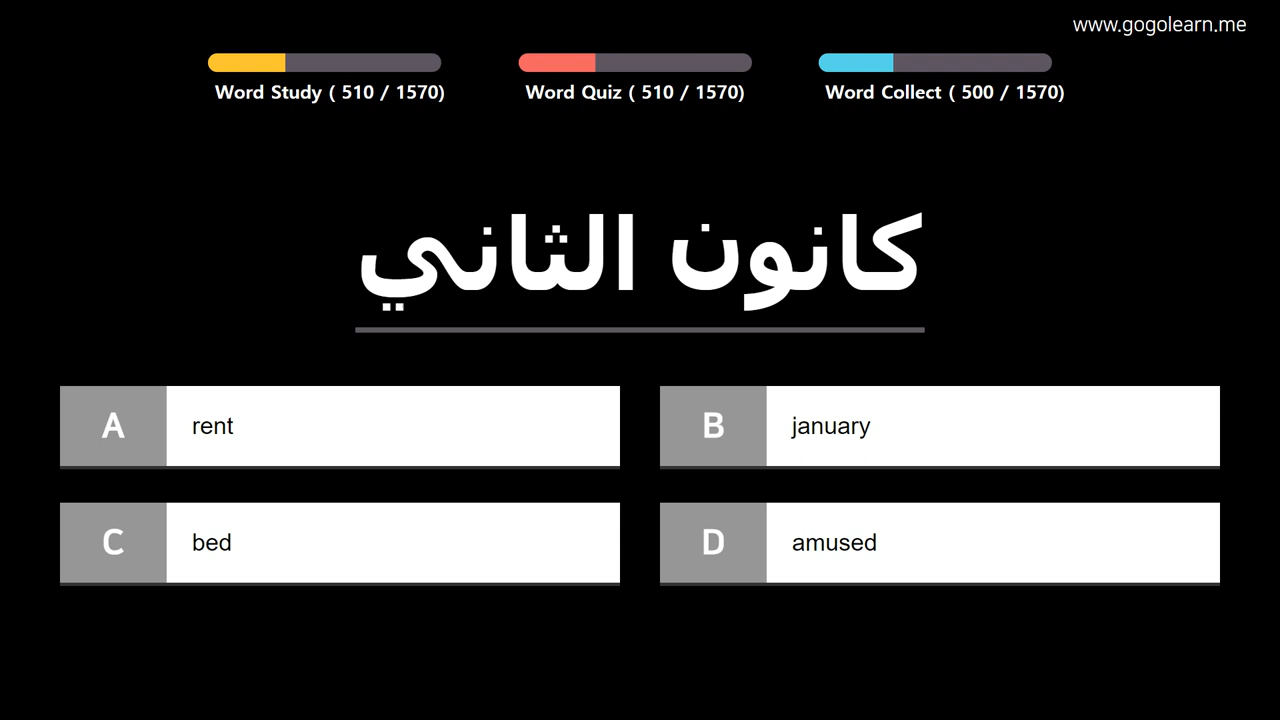 www.gogolearn.me
Word Study ( 510 / 1570)
Word Quiz ( 510 / 1570)
Word Collect ( 500 / 1570)
كانون الثاني
A
rent
B
january
C
bed
D
amused